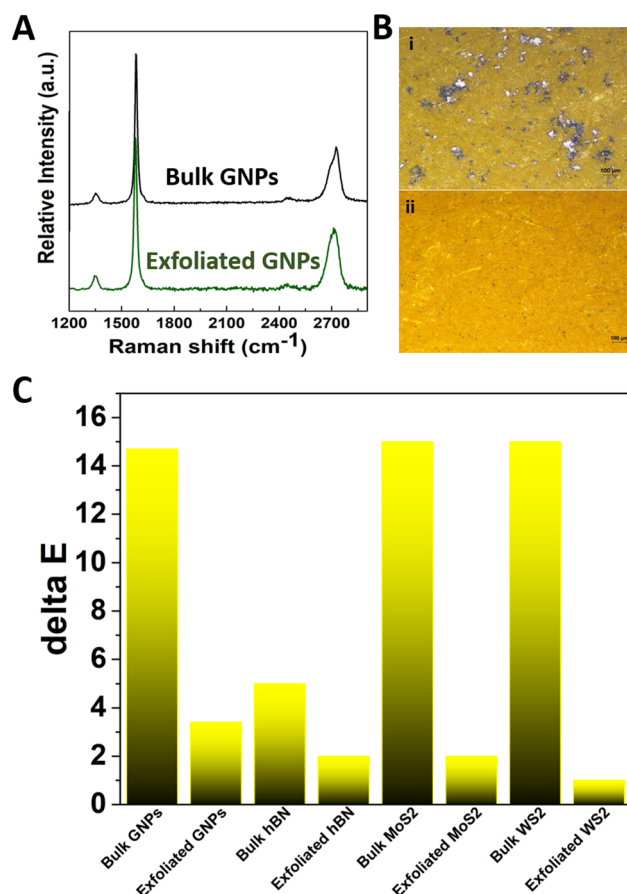 A
Relative Intensity (a.u.)
Bulk GNPs
Exfoliated GNPs
1200 1500 1800 2100 2400 2700
Raman shift (cm-1)
B
i
100 µm
ii
100 µm
C
delta E
16
14
12
10
8
6
4
2
0
Bulk GNPs
Exfoliated GNPs
Bulk hBN
Exfoliated hBN
Bulk MoS2
Exfoliated MoS2
Bulk WS2
Exfoliated WS2